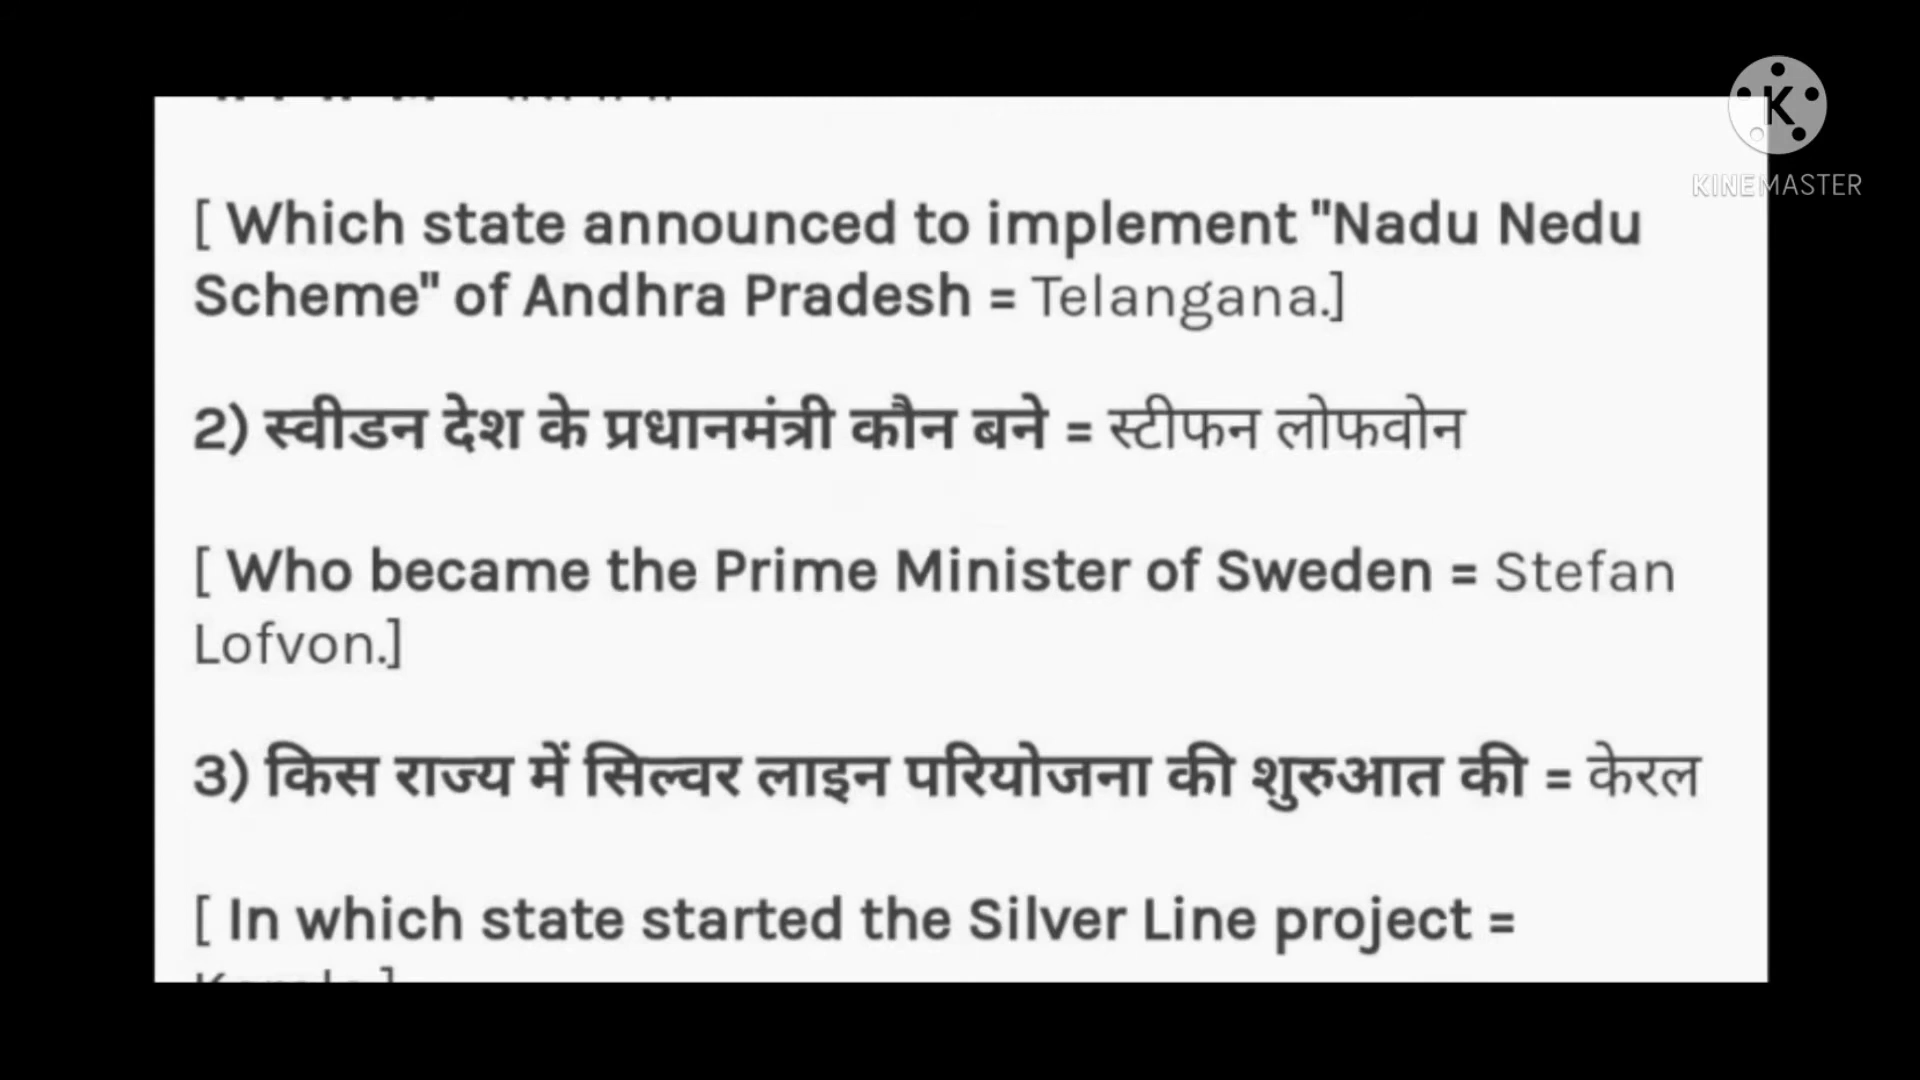 K
KINEMASTER
[ Which state announced to implement "Nadu Nedu
Scheme" of Andhra Pradesh = Telangana.]
2) स्वीडन देश के प्रधानमंत्री कौन बने = स्टीफन लोफवोन
[ Who became the Prime Minister of Sweden = Stefan
Lofvon.]
3) किस राज्य में सिल्वर लाइन परियोजना की शुरुआत की = केरल
[ In which state started the Silver Line project =